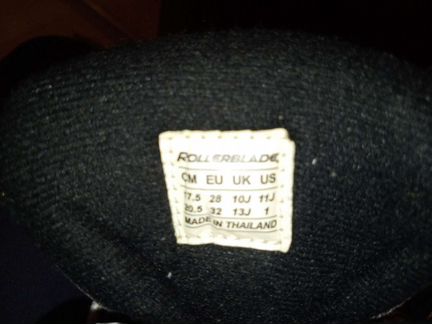 ROLLERBLADE
CM EU UK US
17.5 28 10J 11J
20.5 32 13J 1
MADE IN THAILAND